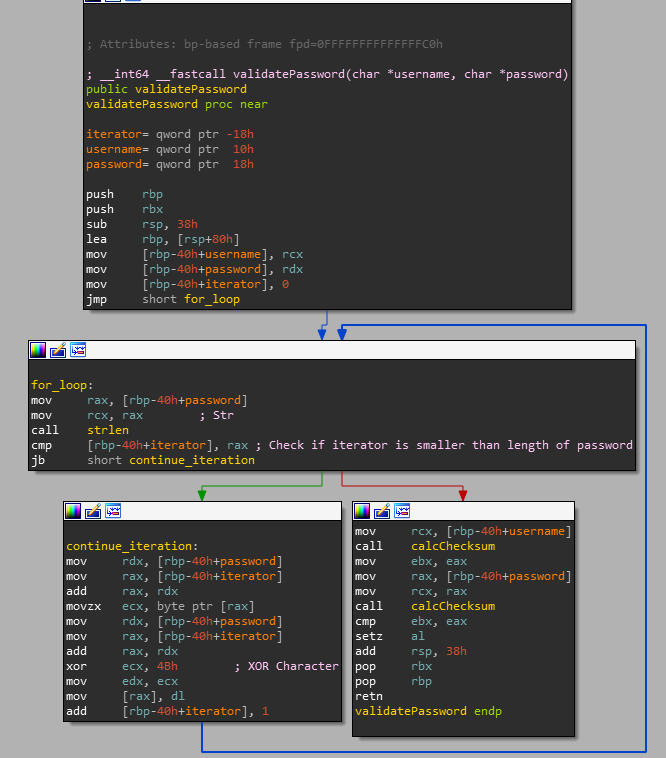 ; Attributes: bp-based frame fpd=0FFFFFFFFFFFFFFC0h
; __int64 __fastcall validatePassword(char *username, char *password)
public validatePassword
validatePassword proc near
iterator= qword ptr -18h
username= qword ptr  10h
password= qword ptr  18h
push    rbp
push    rbx
sub     rsp, 38h
lea     rbp, [rsp+80h]
mov     [rbp-40h+username], rcx
mov     [rbp-40h+password], rdx
mov     [rbp-40h+iterator], 0
jmp     short for_loop
for_loop:
mov     rax, [rbp-40h+password]
mov     rcx, rax        ; Str
call    strlen
cmp     [rbp-40h+iterator], rax ; Check if iterator is smaller than length of password
jb      short continue_iteration
continue_iteration:
mov     rdx, [rbp-40h+password]
mov     rax, [rbp-40h+iterator]
add     rax, rdx
movzx   ecx, byte ptr [rax]
mov     rdx, [rbp-40h+password]
mov     rax, [rbp-40h+iterator]
add     rax, rdx
xor     ecx, 4Bh        ; XOR Character
mov     edx, ecx
mov     [rax], dl
add     [rbp-40h+iterator], 1
mov     rcx, [rbp-40h+username]
call    calcChecksum
mov     ebx, eax
mov     rax, [rbp-40h+password]
mov     rcx, rax
call    calcChecksum
cmp     ebx, eax
setz    al
add     rsp, 38h
pop     rbx
pop     rbp
retn
validatePassword endp